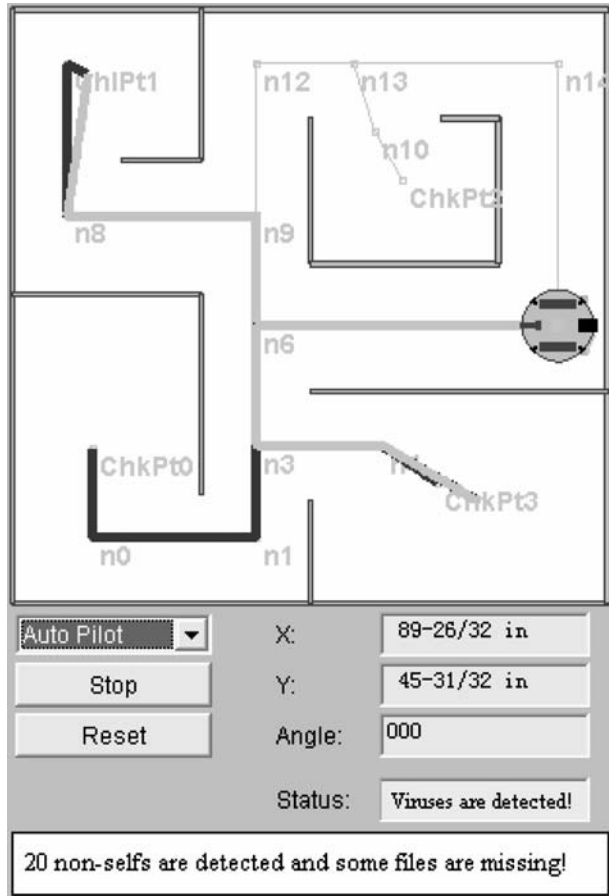 ChlPt1
n12
n13
n14
n10
ChkPt2
n8
n9
n6
ChkPt0
n3
ChkPt3
n0
n1
Auto Pilot
X:
89-26/32 in
Stop
Y:
45-31/32 in
Reset
Angle:
000
Status:
Viruses are detected!
20 non-selfs are detected and some files are missing!